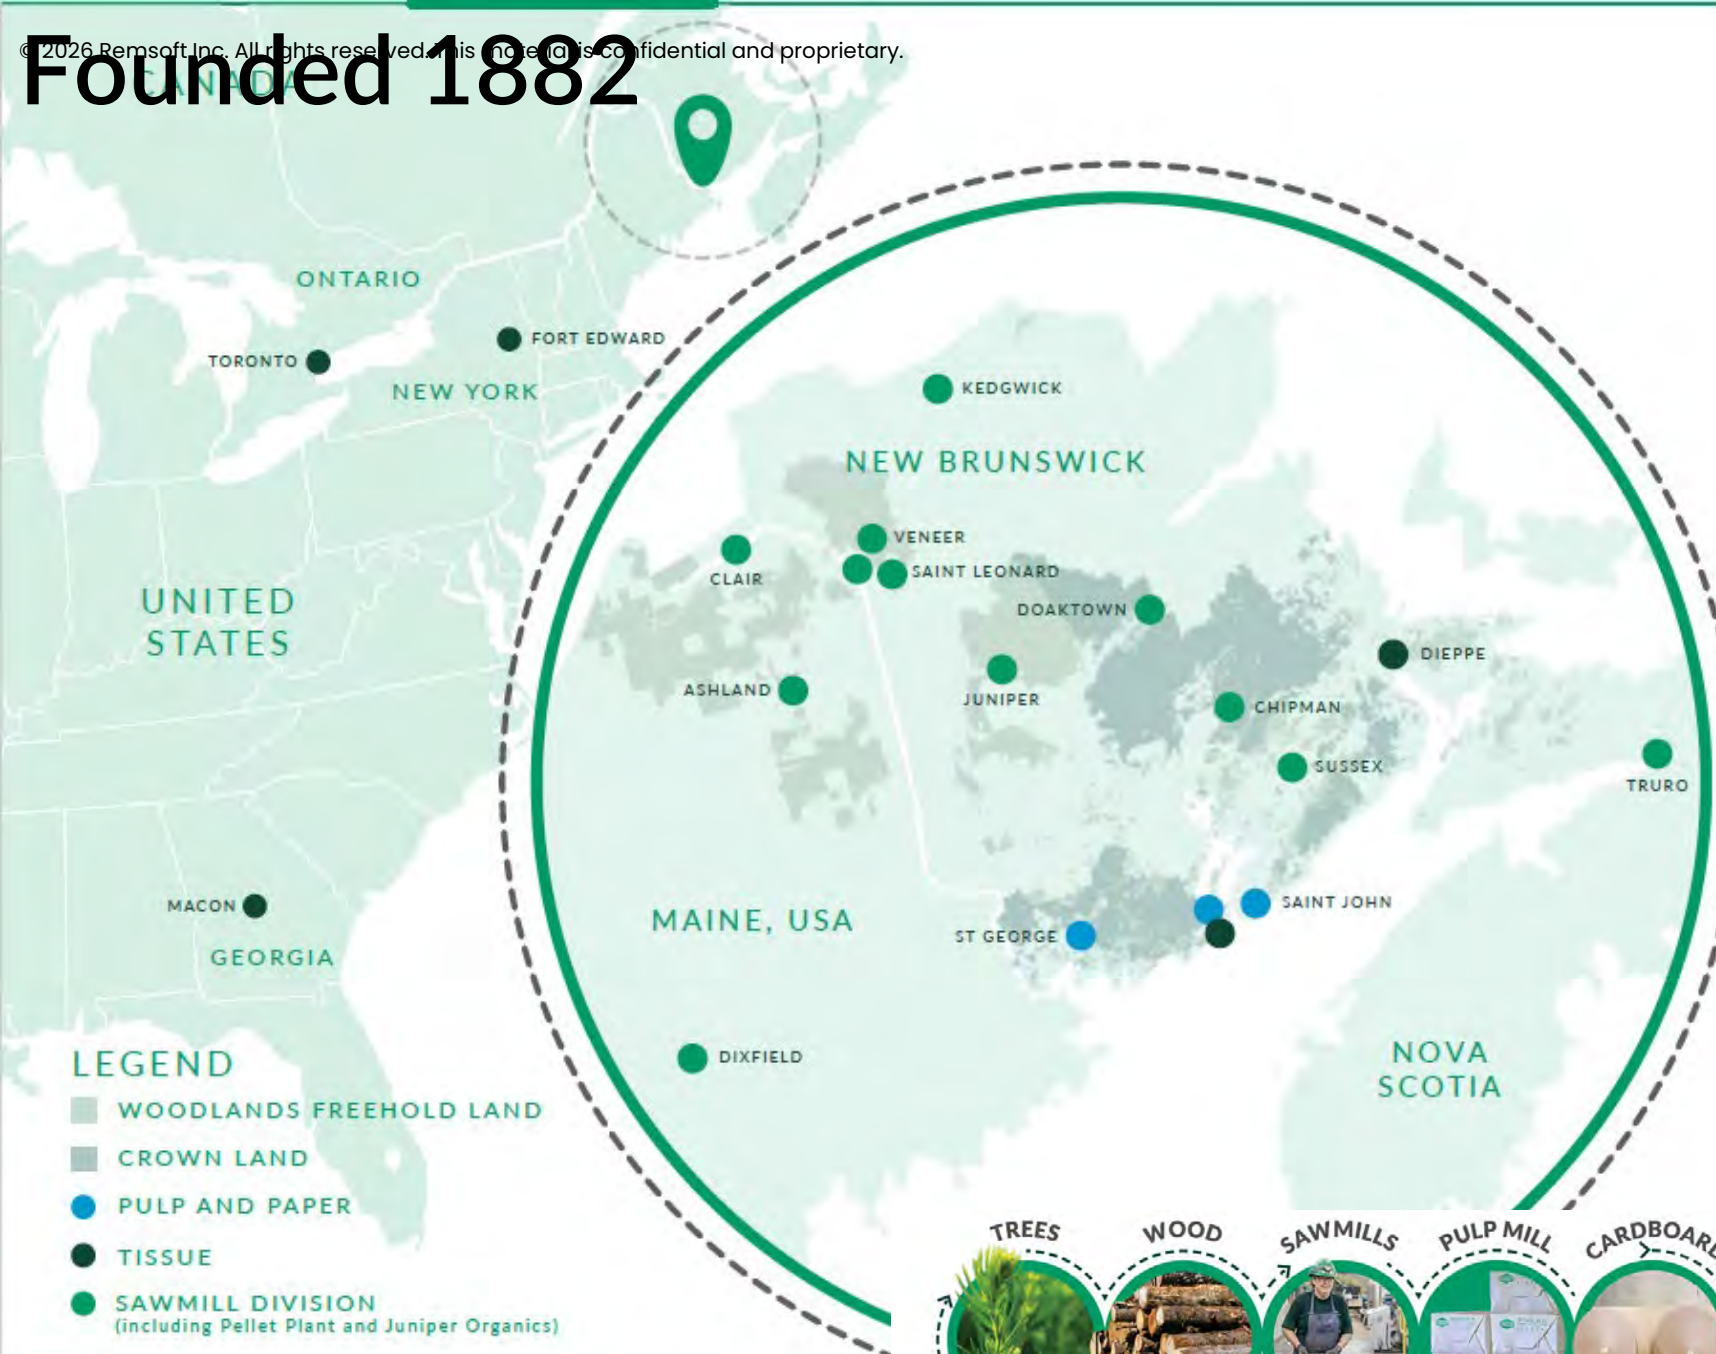 © 2026 Remsoft Inc. All rights reserved. This material is confidential and proprietary.
Founded 1882
CANADA
ONTARIO
FORT EDWARD
TORONTO
NEW YORK
KEDGWICK
NEW BRUNSWICK
VENEER
SAINT LEONARD
CLAIR
UNITED
STATES
DOAKTOWN
DIEPPE
ASHLAND
JUNIPER
CHIPMAN
SUSSEX
TRURO
MACON
MAINE, USA
SAINT JOHN
ST GEORGE
GEORGIA
DIXFIELD
NOVA
SCOTIA
LEGEND
WOODLANDS FREEHOLD LAND
CROWN LAND
PULP AND PAPER
TISSUE
SAWMILL DIVISION
(including Pellet Plant and Juniper Organics)
TREES
WOOD
SAWMILLS
PULP MILL
CARDBOARD